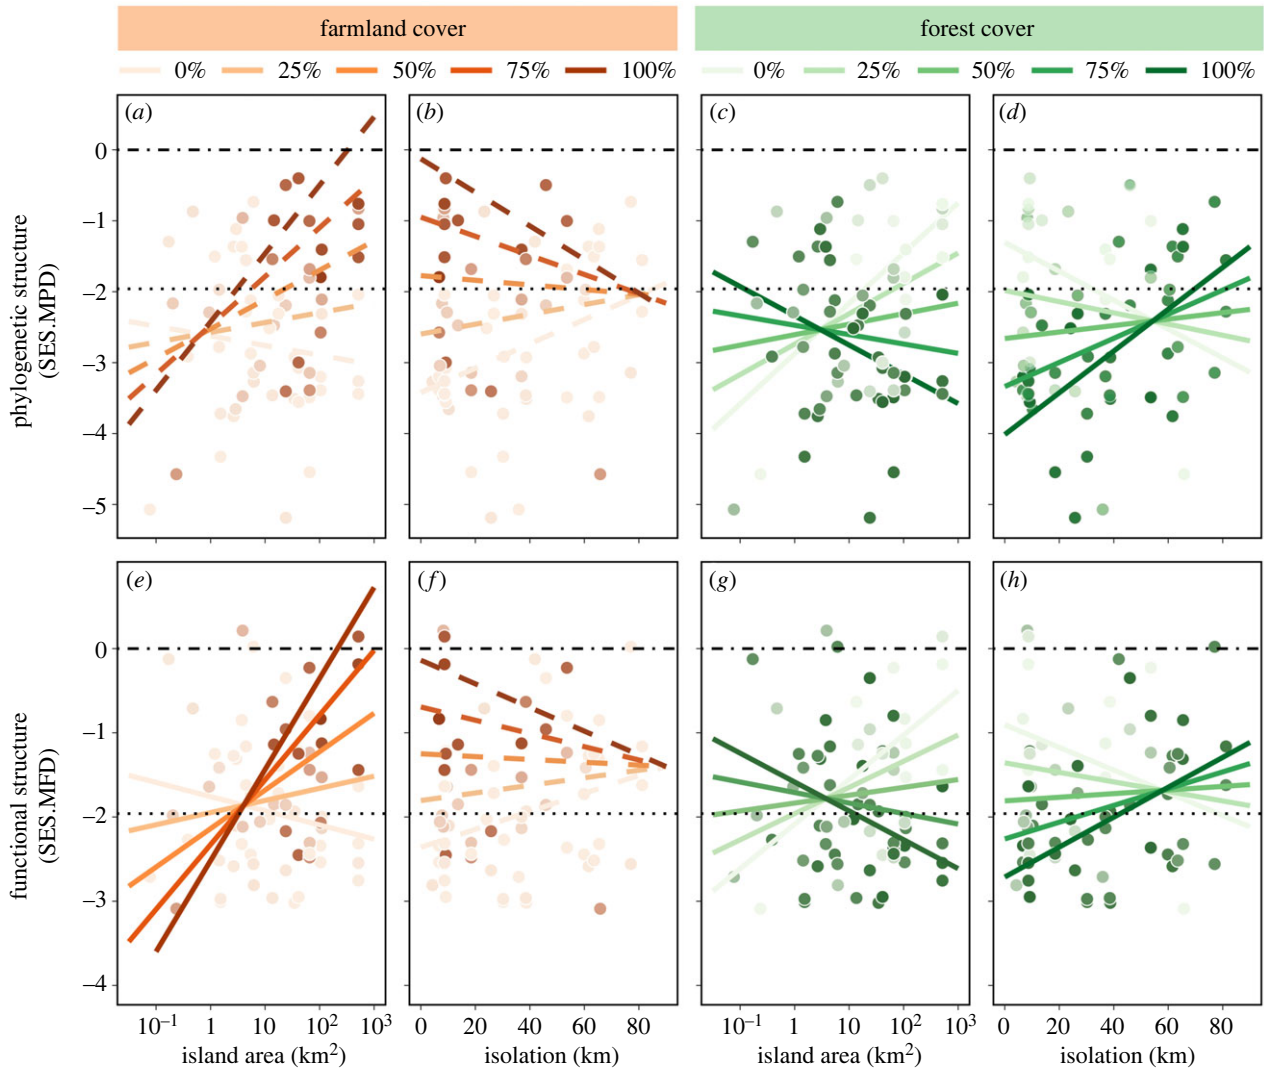 farmland cover
forest cover
0% 25% 50% 75% 100%
0% 25% 50% 75% 100%
(a)
(b)
(c)
(d)
phylogenetic structure
(SES.MPD)
0
−1
−2
−3
−4
−5
(e)
(f)
(g)
(h)
functional structure
(SES.MFD)
0
−1
−2
−3
−4
10⁻¹ 1 10 10² 10³
0 20 40 60 80
10⁻¹ 1 10 10² 10³
0 20 40 60 80
island area (km²)
isolation (km)
island area (km²)
isolation (km)